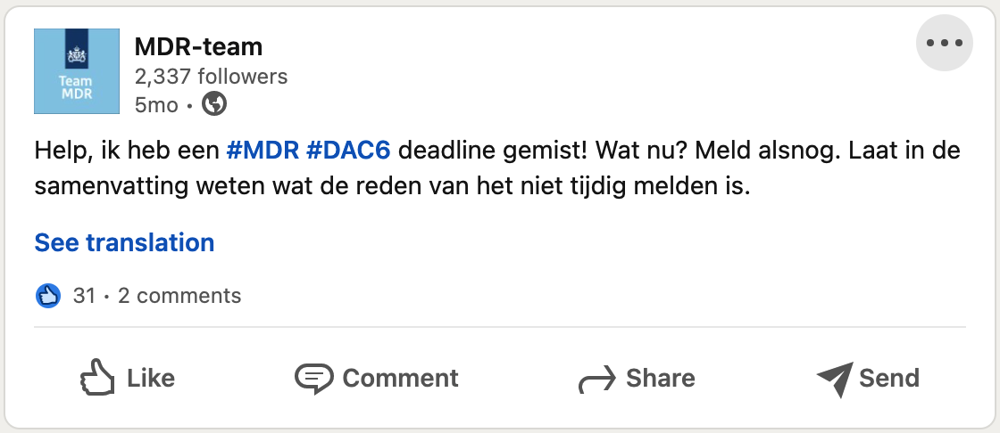 Team
MDR
MDR-team
2,337 followers
5mo •
Help, ik heb een #MDR #DAC6 deadline gemist! Wat nu? Meld alsnog. Laat in de
samenvatting weten wat de reden van het niet tijdig melden is.
See translation
31 • 2 comments
Like Comment Share Send